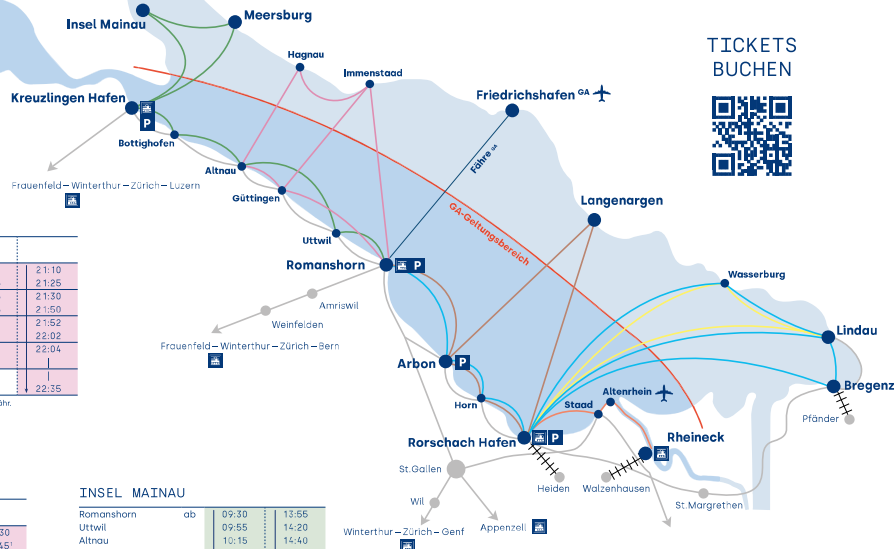 Meersburg
Insel Mainau
TICKETS
BUCHEN
Hagnau
Immenstaad
Kreuzlingen Hafen
P
Friedrichshafen GA
Bottighofen
Fähre GA
Altnau
Frauenfeld – Winterthur – Zürich – Luzern
Güttingen
Langenargen
GA-Geltungsbereich
Uttwil
Romanshorn
P
Wasserburg
21:10
21:25
21:30
21:50
21:52
22:02
22:04
22:35
Amriswil
Weinfelden
Frauenfeld – Winterthur – Zürich – Bern
Lindau
Arbon
P
Bregenz
Horn
Staad
Altenrhein
Pfänder
Rorschach Hafen
P
Rheineck
St.Gallen
Heiden
Walzenhausen
St.Margrethen
Wil
Winterthur – Zürich – Genf
Appenzell
INSEL MAINAU
Romanshorn ab 09:30 13:55
Uttwil 09:55 14:20
Altnau 10:15 14:40